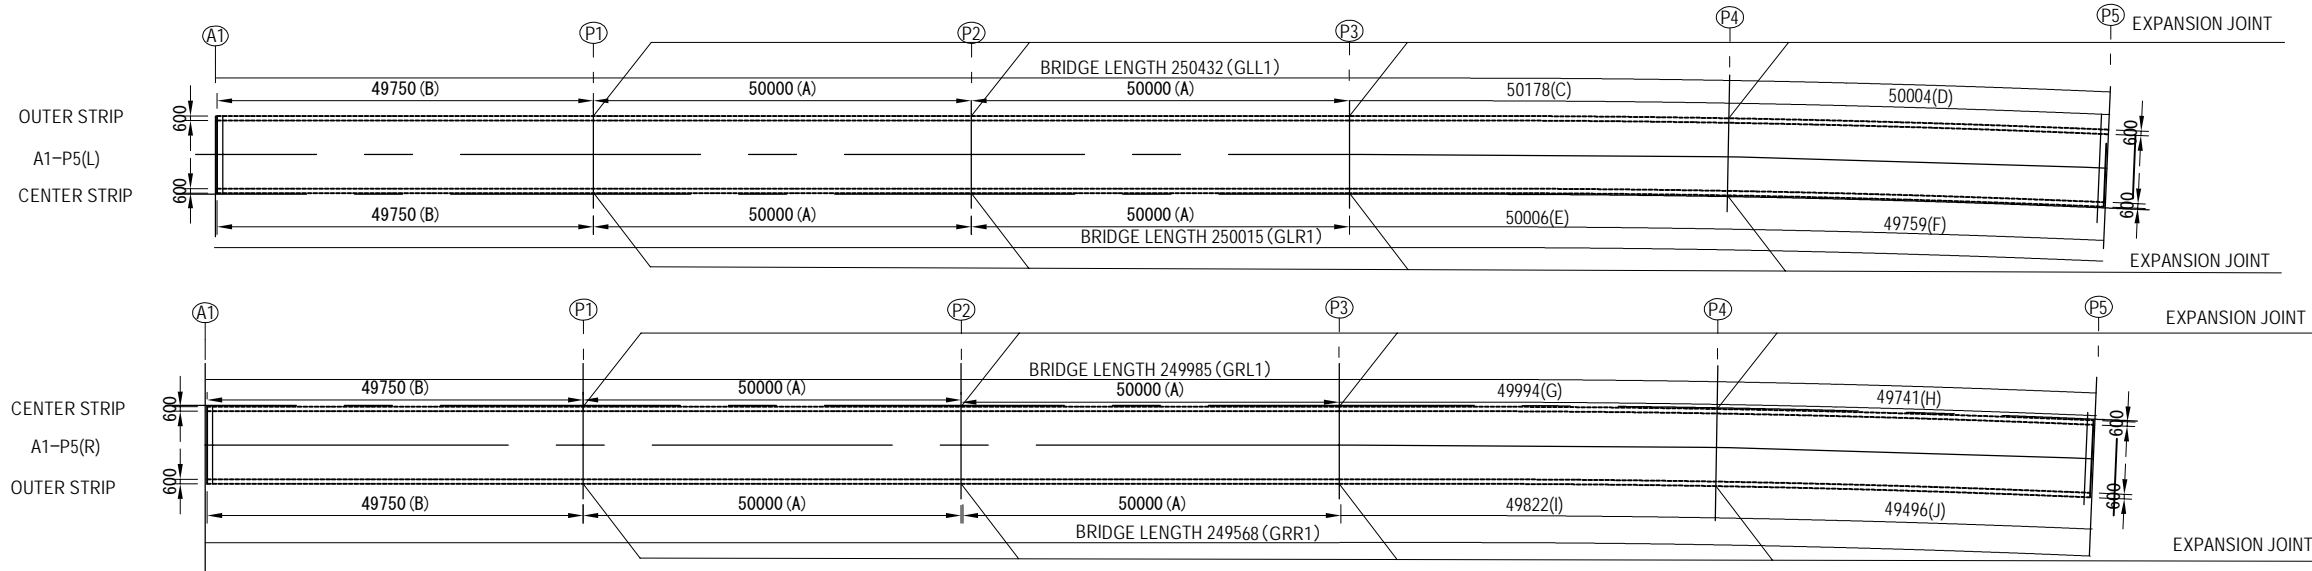 A1 P1 P2 P3 P4 P5 EXPANSION JOINT
BRIDGE LENGTH 250432 (GLL1)
49750 (B) 50000 (A) 50000 (A) 50178(C) 50004(D)
OUTER STRIP 600 600
A1-P5(L)
CENTER STRIP 600 600
49750 (B) 50000 (A) 50000 (A) 50006(E) 49759(F)
BRIDGE LENGTH 250015 (GLR1)
EXPANSION JOINT
A1 P1 P2 P3 P4 P5 EXPANSION JOINT
BRIDGE LENGTH 249985 (GRL1)
49750 (B) 50000 (A) 50000 (A) 49994(G) 49741(H)
CENTER STRIP 600 600
A1-P5(R)
OUTER STRIP 600 600
49750 (B) 50000 (A) 50000 (A) 49822(I) 49496(J)
BRIDGE LENGTH 249568 (GRR1)
EXPANSION JOINT